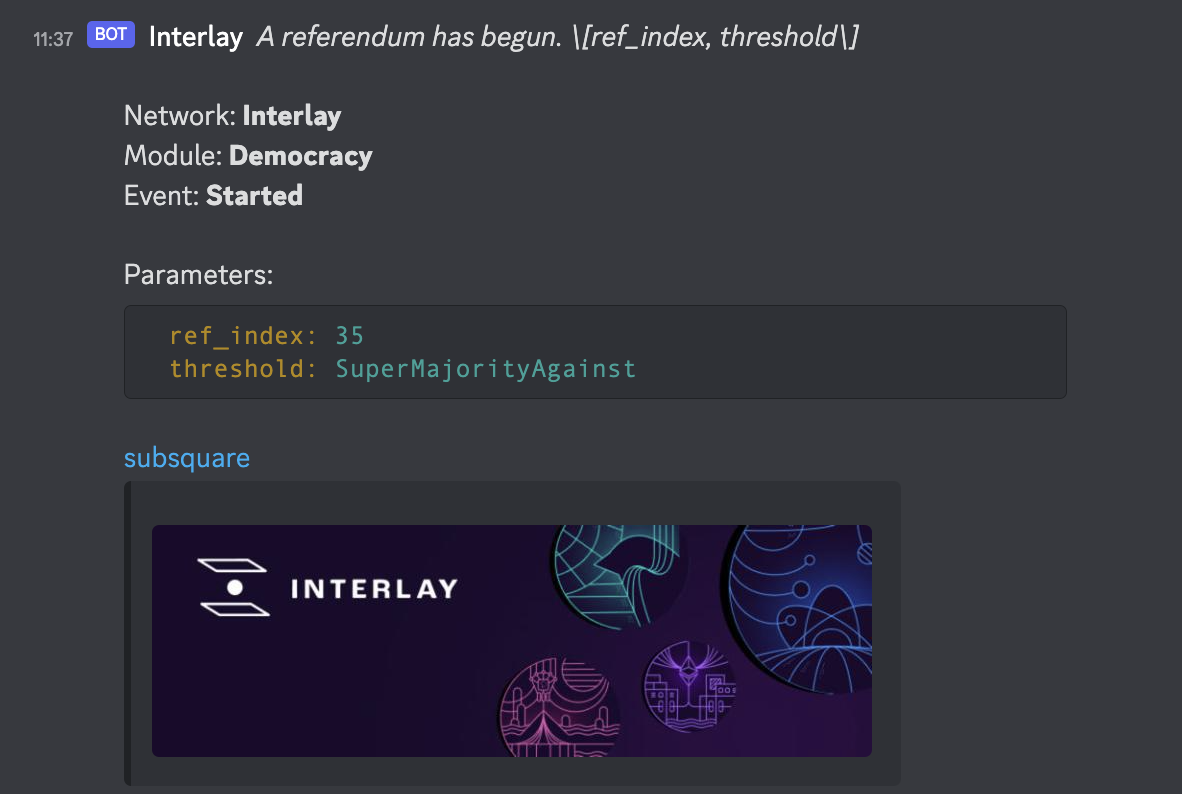 11:37 BOT Interlay A referendum has begun. \[ref_index, threshold\]
Network: Interlay
Module: Democracy
Event: Started
Parameters:
ref_index: 35
threshold: SuperMajorityAgainst
subsquare
INTERLAY